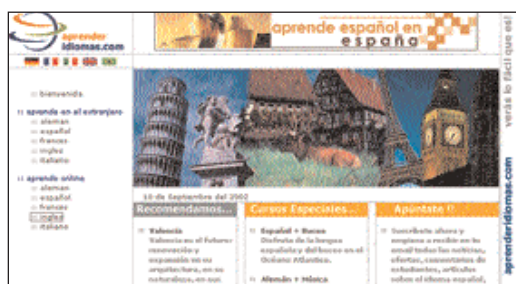 aprender
idiomas.com
aprende español en
españa
bienvenida
aprende en el extranjero
aleman
español
frances
ingles
italiano
aprende online
aleman
español
frances
ingles
italiano
10 de Septiembre del 2002
Recomendamos...
Valencia
Valencia es el futuro:
renovación y
expansión en su
arquitectura, en su
naturaleza, en sus
Cursos Especiales...
Español + Buceo
Disfruta de la lengua
española y del buceo en el
Océano Atlantico.
Alemán + Música
Apúntate !!
Suscríbete ahora y
empieza a recibir en tu
email todas las noticias,
ofertas, comentarios de
estudiantes, artículos
sobre el idioma español,
aprenderidiomas.com verás lo fácil que es!